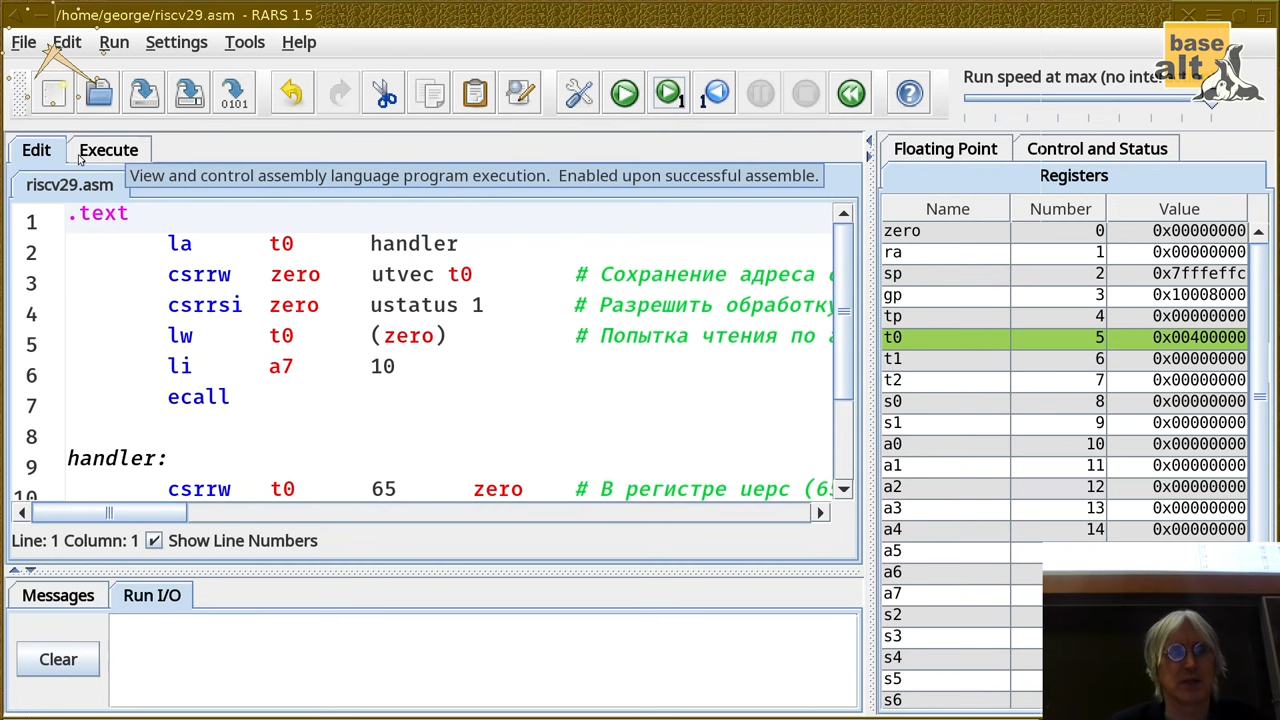 /home/george/riscv29.asm - RARS 1.5
File Edit Run Settings Tools Help
base alt
Run speed at max (no
0101
1
1
Edit Execute
View and control assembly language program execution. Enabled upon successful assemble.
riscv29.asm
1 .text
2 la t0 handler
3 csrrw zero utvec t0 # Сохранение адреса
4 csrrsi zero ustatus 1 # Разрешить
5 lw t0 (zero) # Попытка чтения по
6 li a7 10
7 ecall
8
9 handler:
10 csrrw t0 65 zero # В регистре uepc (65
Line: 1 Column: 1 Show Line Numbers
Messages Run I/O
Clear
Floating Point Control and Status
Registers
Name Number Value
zero 0 0x00000000
ra 1 0x00000000
sp 2 0x7fffeffc
gp 3 0x10008000
tp 4 0x00000000
t0 5 0x00400000
t1 6 0x00000000
t2 7 0x00000000
s0 8 0x00000000
s1 9 0x00000000
a0 10 0x00000000
a1 11 0x00000000
a2 12 0x00000000
a3 13 0x00000000
a4 14 0x00000000
a5
a6
a7
s2
s3
s4
s5
s6